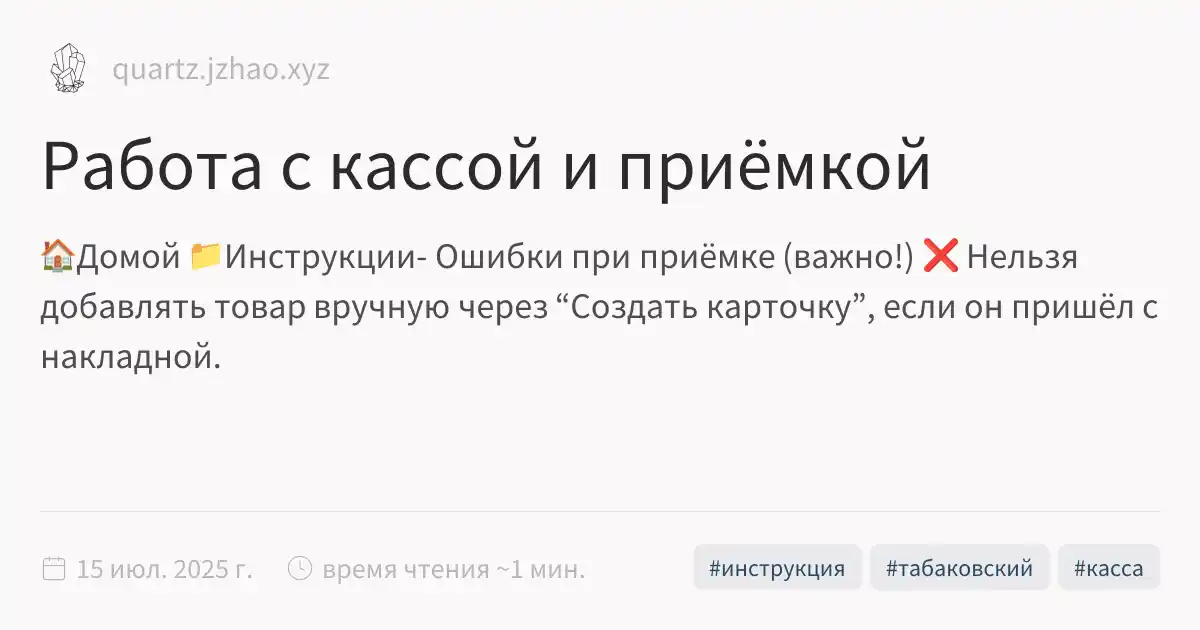 quartz.jzhao.xyz
Работа с кассой и приёмкой
🏠Домой 📁Инструкции- Ошибки при приёмке (важно!) ❌ Нельзя
добавлять товар вручную через “Создать карточку”, если он пришёл с
накладной.
15 июл. 2025 г. время чтения ~1 мин. #инструкция #табаковский #касса